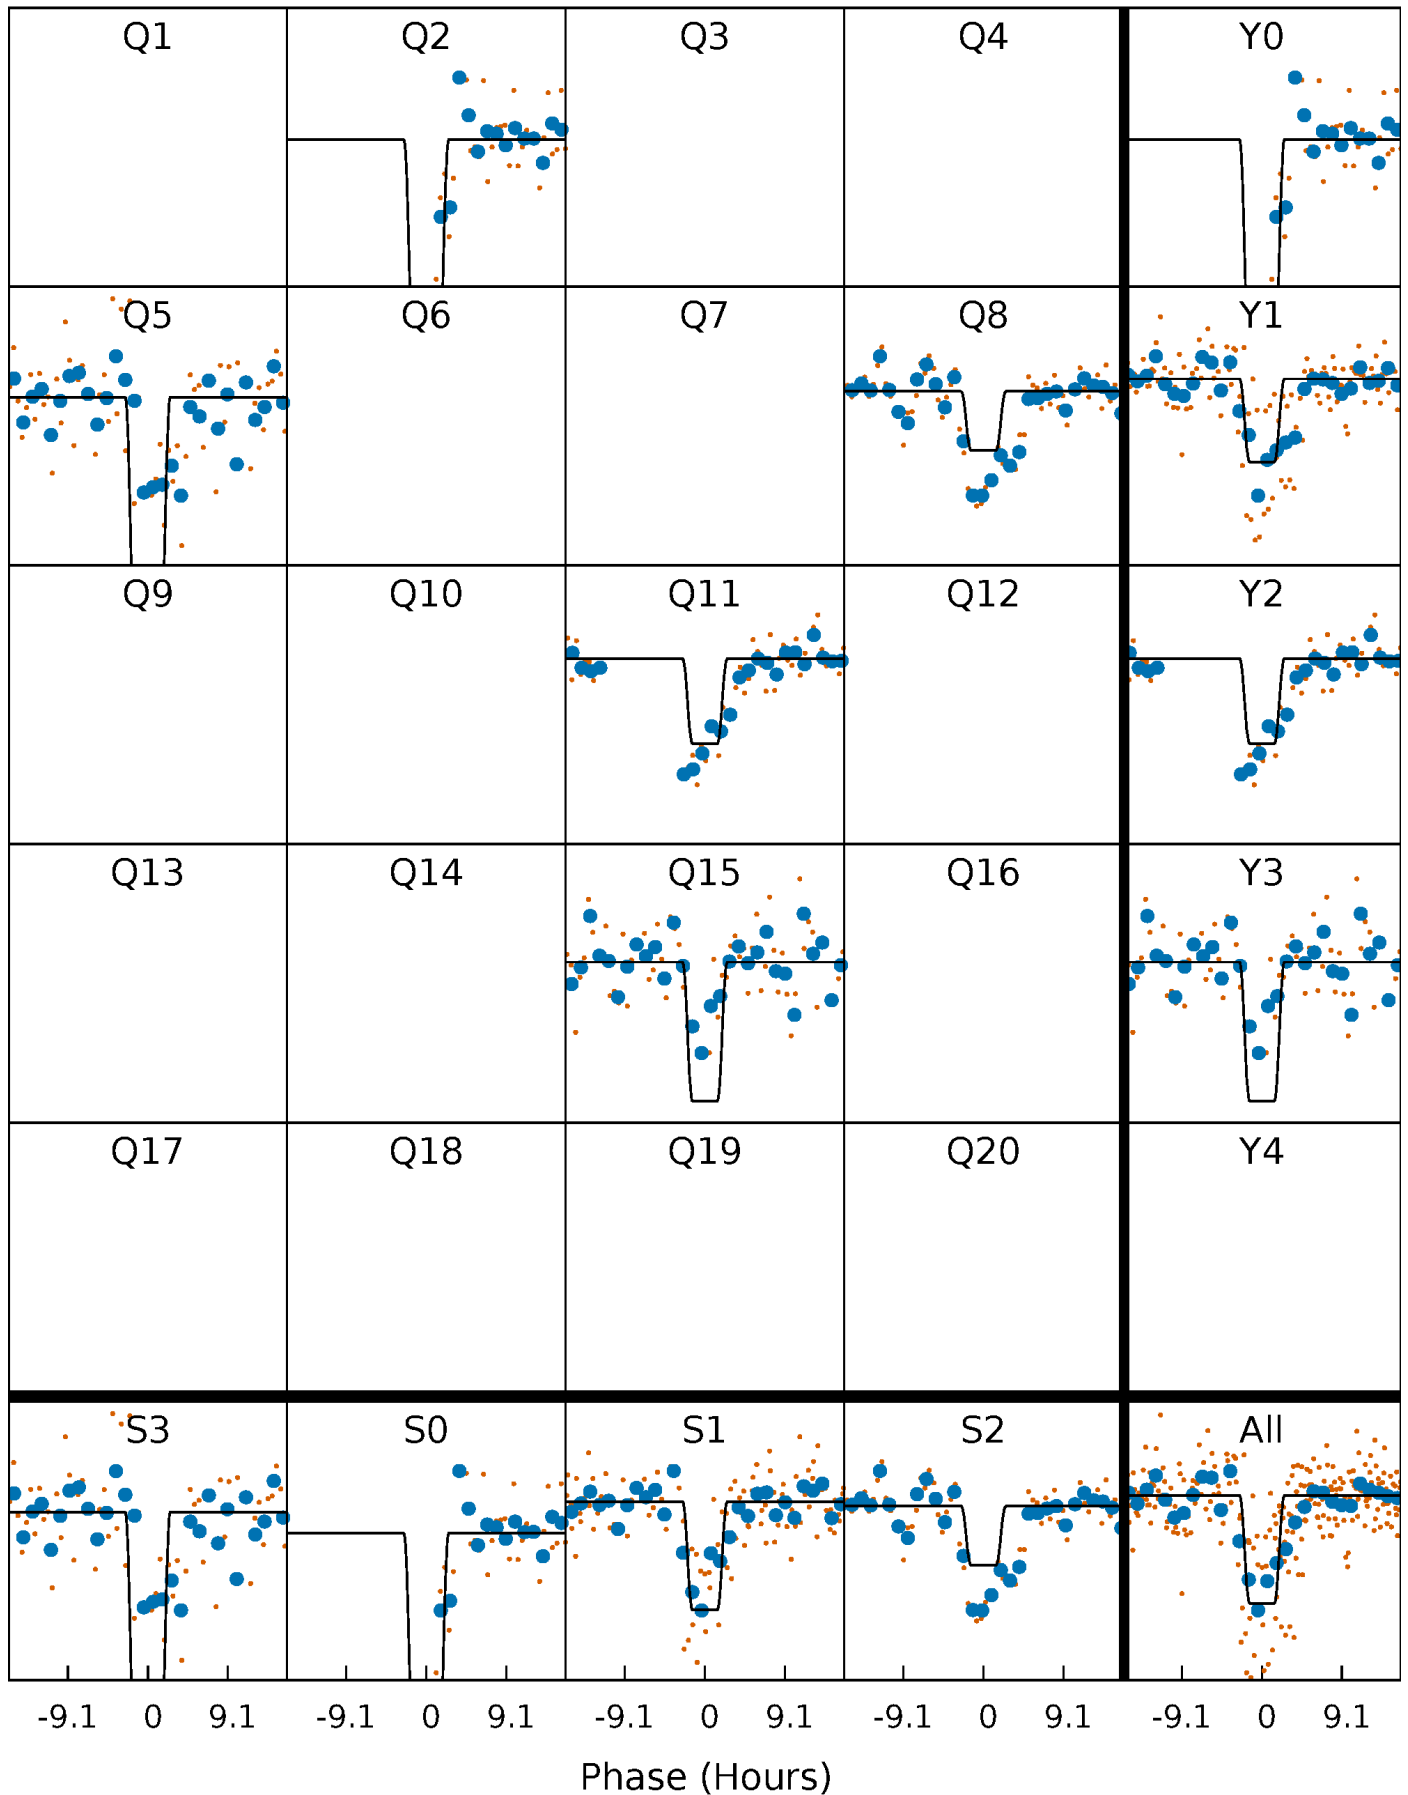 Q1 Q2 Q3 Q4 Y0
Q5 Q6 Q7 Q8 Y1
Q9 Q10 Q11 Q12 Y2
Q13 Q14 Q15 Q16 Y3
Q17 Q18 Q19 Q20 Y4
S3 S0 S1 S2 All
-9.1 0 9.1 -9.1 0 9.1 -9.1 0 9.1 -9.1 0 9.1 -9.1 0 9.1
Phase (Hours)